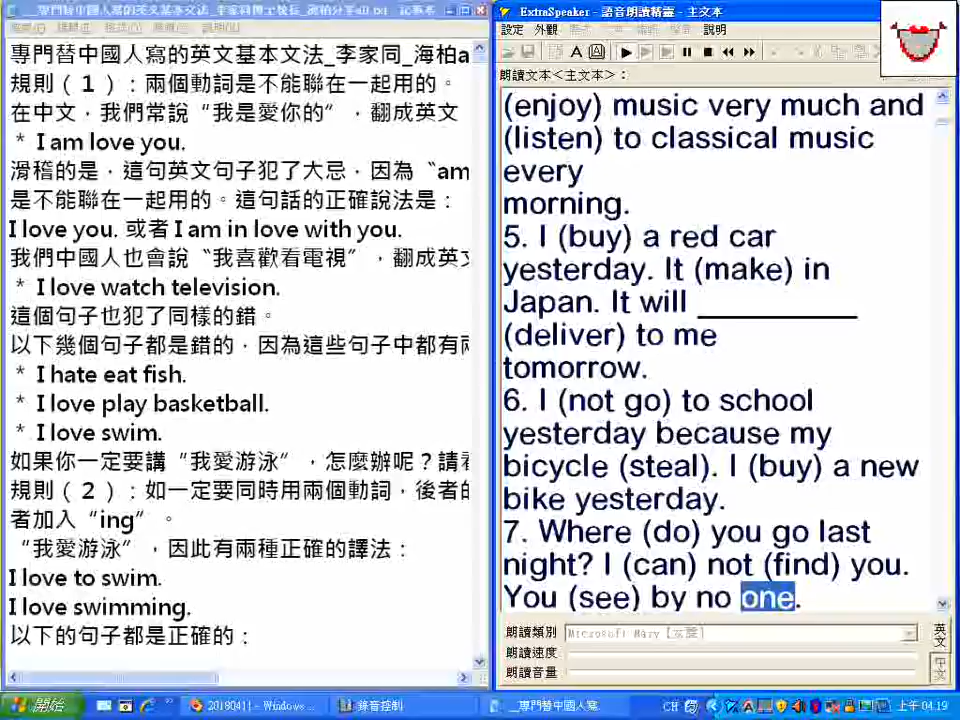 專門替中國人寫的英文基本文法_李家同_海柏a
規則（1）：兩個動詞是不能聯在一起用的。
在中文，我們常說“我是愛你的”，翻成英文
* I am love you.
滑稽的是，這句英文句子犯了大忌，因為〝am
是不能聯在一起用的。這句話的正確說法是：
I love you. 或者 I am in love with you.
我們中國人也會說〝我喜歡看電視”，翻成英文
* I love watch television.
這個句子也犯了同樣的錯。
以下幾個句子都是錯的，因為這些句子中都有兩
* I hate eat fish.
* I love play basketball.
* I love swim.
如果你一定要講“我愛游泳”，怎麼辦呢？請看
規則（2）：如一定要同時用兩個動詞，後者的
者加入“ing”。
“我愛游泳”，因此有兩種正確的譯法：
I love to swim.
I love swimming.
以下的句子都是正確的：
ExtraSpeaker - 語音朗讀精靈 - 主文本
設定 外觀 說明
朗讀文本<主文本>：
(enjoy) music very much and
(listen) to classical music
every
morning.
5. I (buy) a red car
yesterday. It (make) in
Japan. It will __________
(deliver) to me
tomorrow.
6. I (not go) to school
yesterday because my
bicycle (steal). I (buy) a new
bike yesterday.
7. Where (do) you go last
night? I (can) not (find) you.
You (see) by no one.
朗讀類別 Microsoft Mary【英聲】
朗讀速度
朗讀音量
英文
中文
開始
20180411 - Windows ...
錄音控制
__專門替中國人寫...
CH
上午 04:19